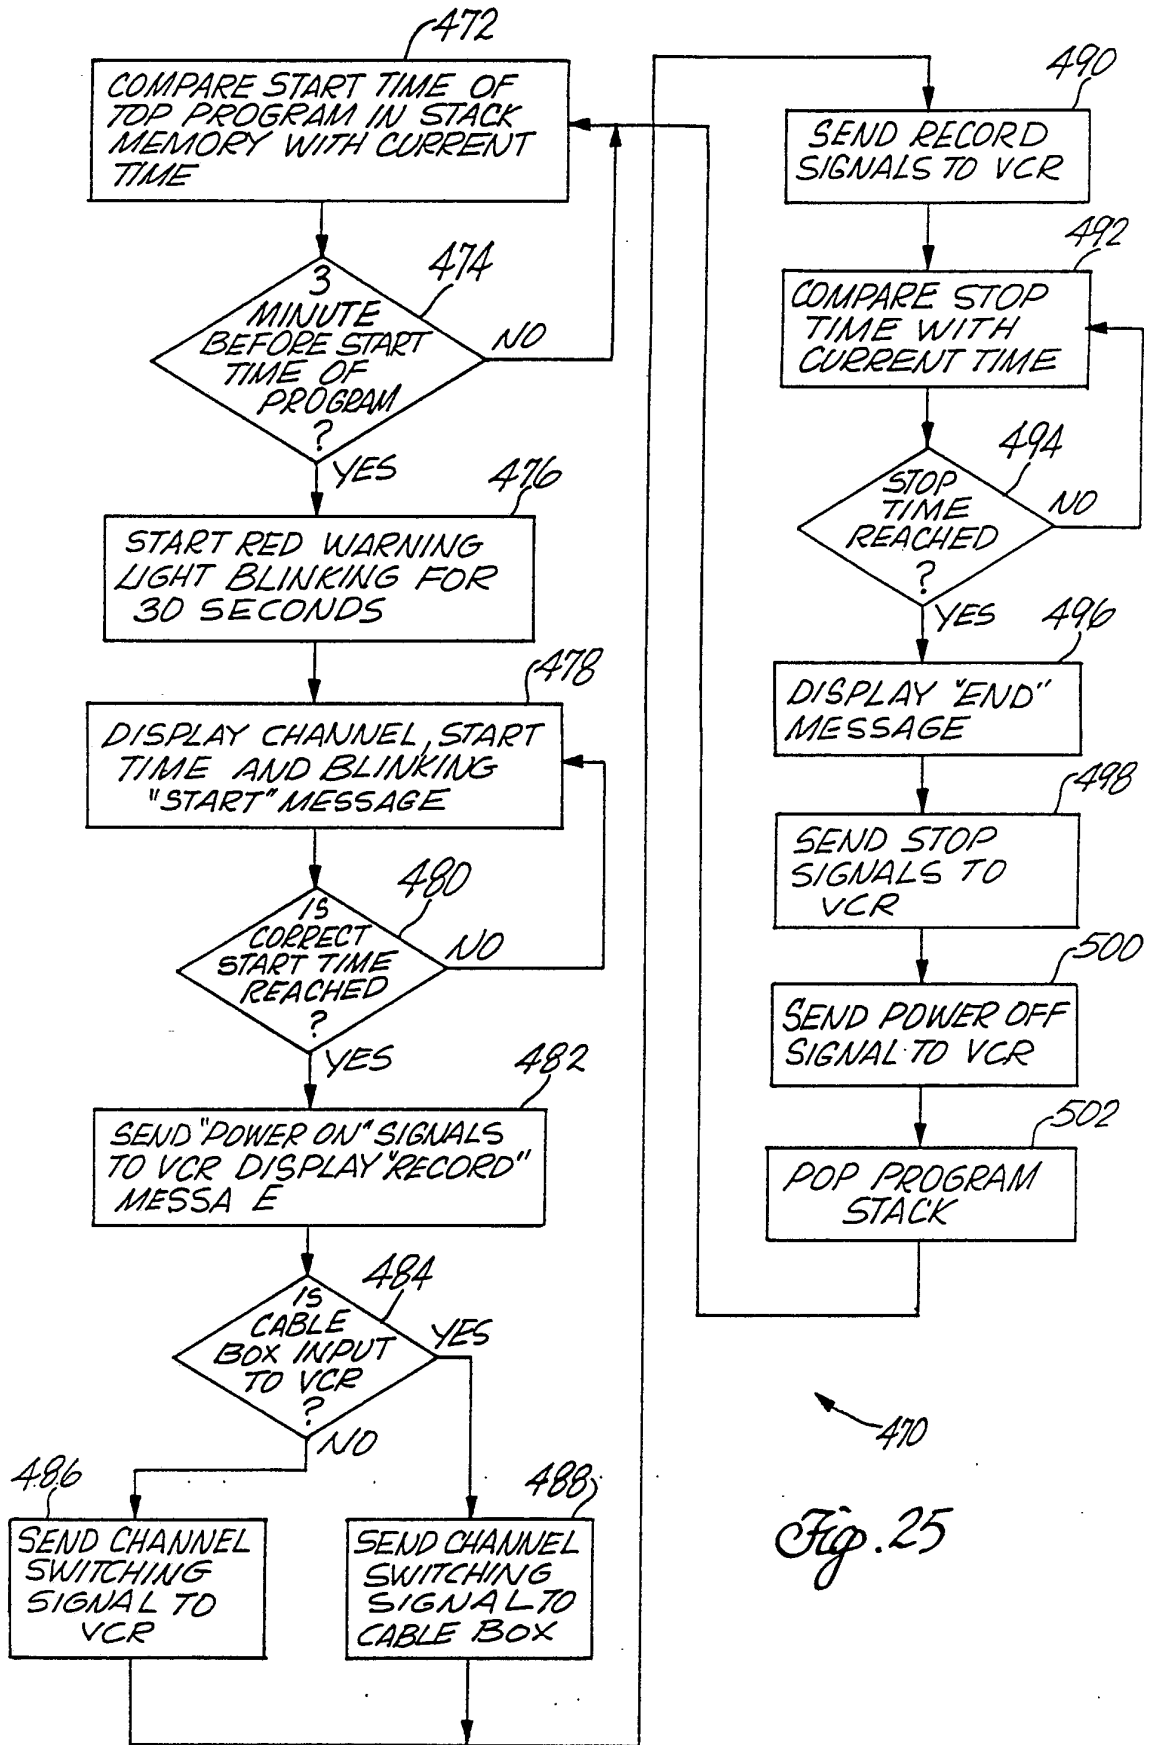 472
COMPARE START TIME OF
TOP PROGRAM IN STACK
MEMORY WITH CURRENT
TIME
474
3
MINUTE
BEFORE START
TIME OF
PROGRAM
?
NO
YES
476
START RED WARNING
LIGHT BLINKING FOR
30 SECONDS
478
DISPLAY CHANNEL, START
TIME AND BLINKING
"START" MESSAGE
480
IS
CORRECT
START TIME
REACHED
?
NO
YES
482
SEND "POWER ON" SIGNALS
TO VCR DISPLAY "RECORD"
MESSA E
484
IS
CABLE
BOX INPUT
TO VCR
?
YES
NO
486
SEND CHANNEL
SWITCHING
SIGNAL TO
VCR
488
SEND CHANNEL
SWITCHING
SIGNAL TO
CABLE BOX
490
SEND RECORD
SIGNALS TO VCR
492
COMPARE STOP
TIME WITH
CURRENT TIME
494
STOP
TIME
REACHED
?
NO
YES
496
DISPLAY "END"
MESSAGE
498
SEND STOP
SIGNALS TO
VCR
500
SEND POWER OFF
SIGNAL TO VCR
502
POP PROGRAM
STACK
470
Fig. 25